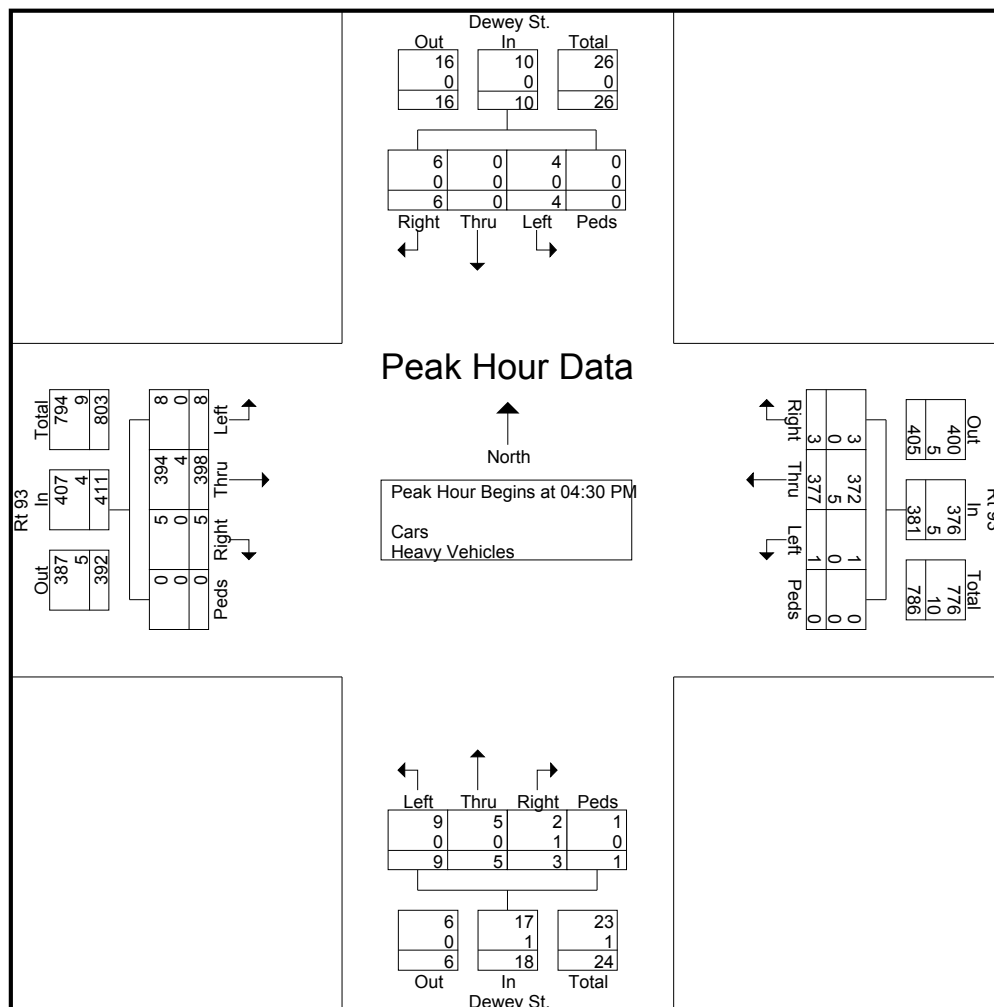 Dewey St.
Out In Total
16 10 26
0 0 0
16 10 26
6 0 4 0
0 0 0 0
6 0 4 0
Right Thru Left Peds
Peak Hour Data
North
Peak Hour Begins at 04:30 PM
Cars
Heavy Vehicles
Rt 93
Total In Out
794 407 387
9 4 5
803 411 392
8 394 5 0
0 4 0 0
8 398 5 0
Left Thru Right Peds
Rt 93
Out In Total
400 376 776
5 5 10
405 381 786
3 372 1 0
0 5 0 0
3 377 1 0
Right Thru Left Peds
Left Thru Right Peds
9 5 2 1
0 0 1 0
9 5 3 1
6 17 23
0 1 1
6 18 24
Out In Total
Dewey St.